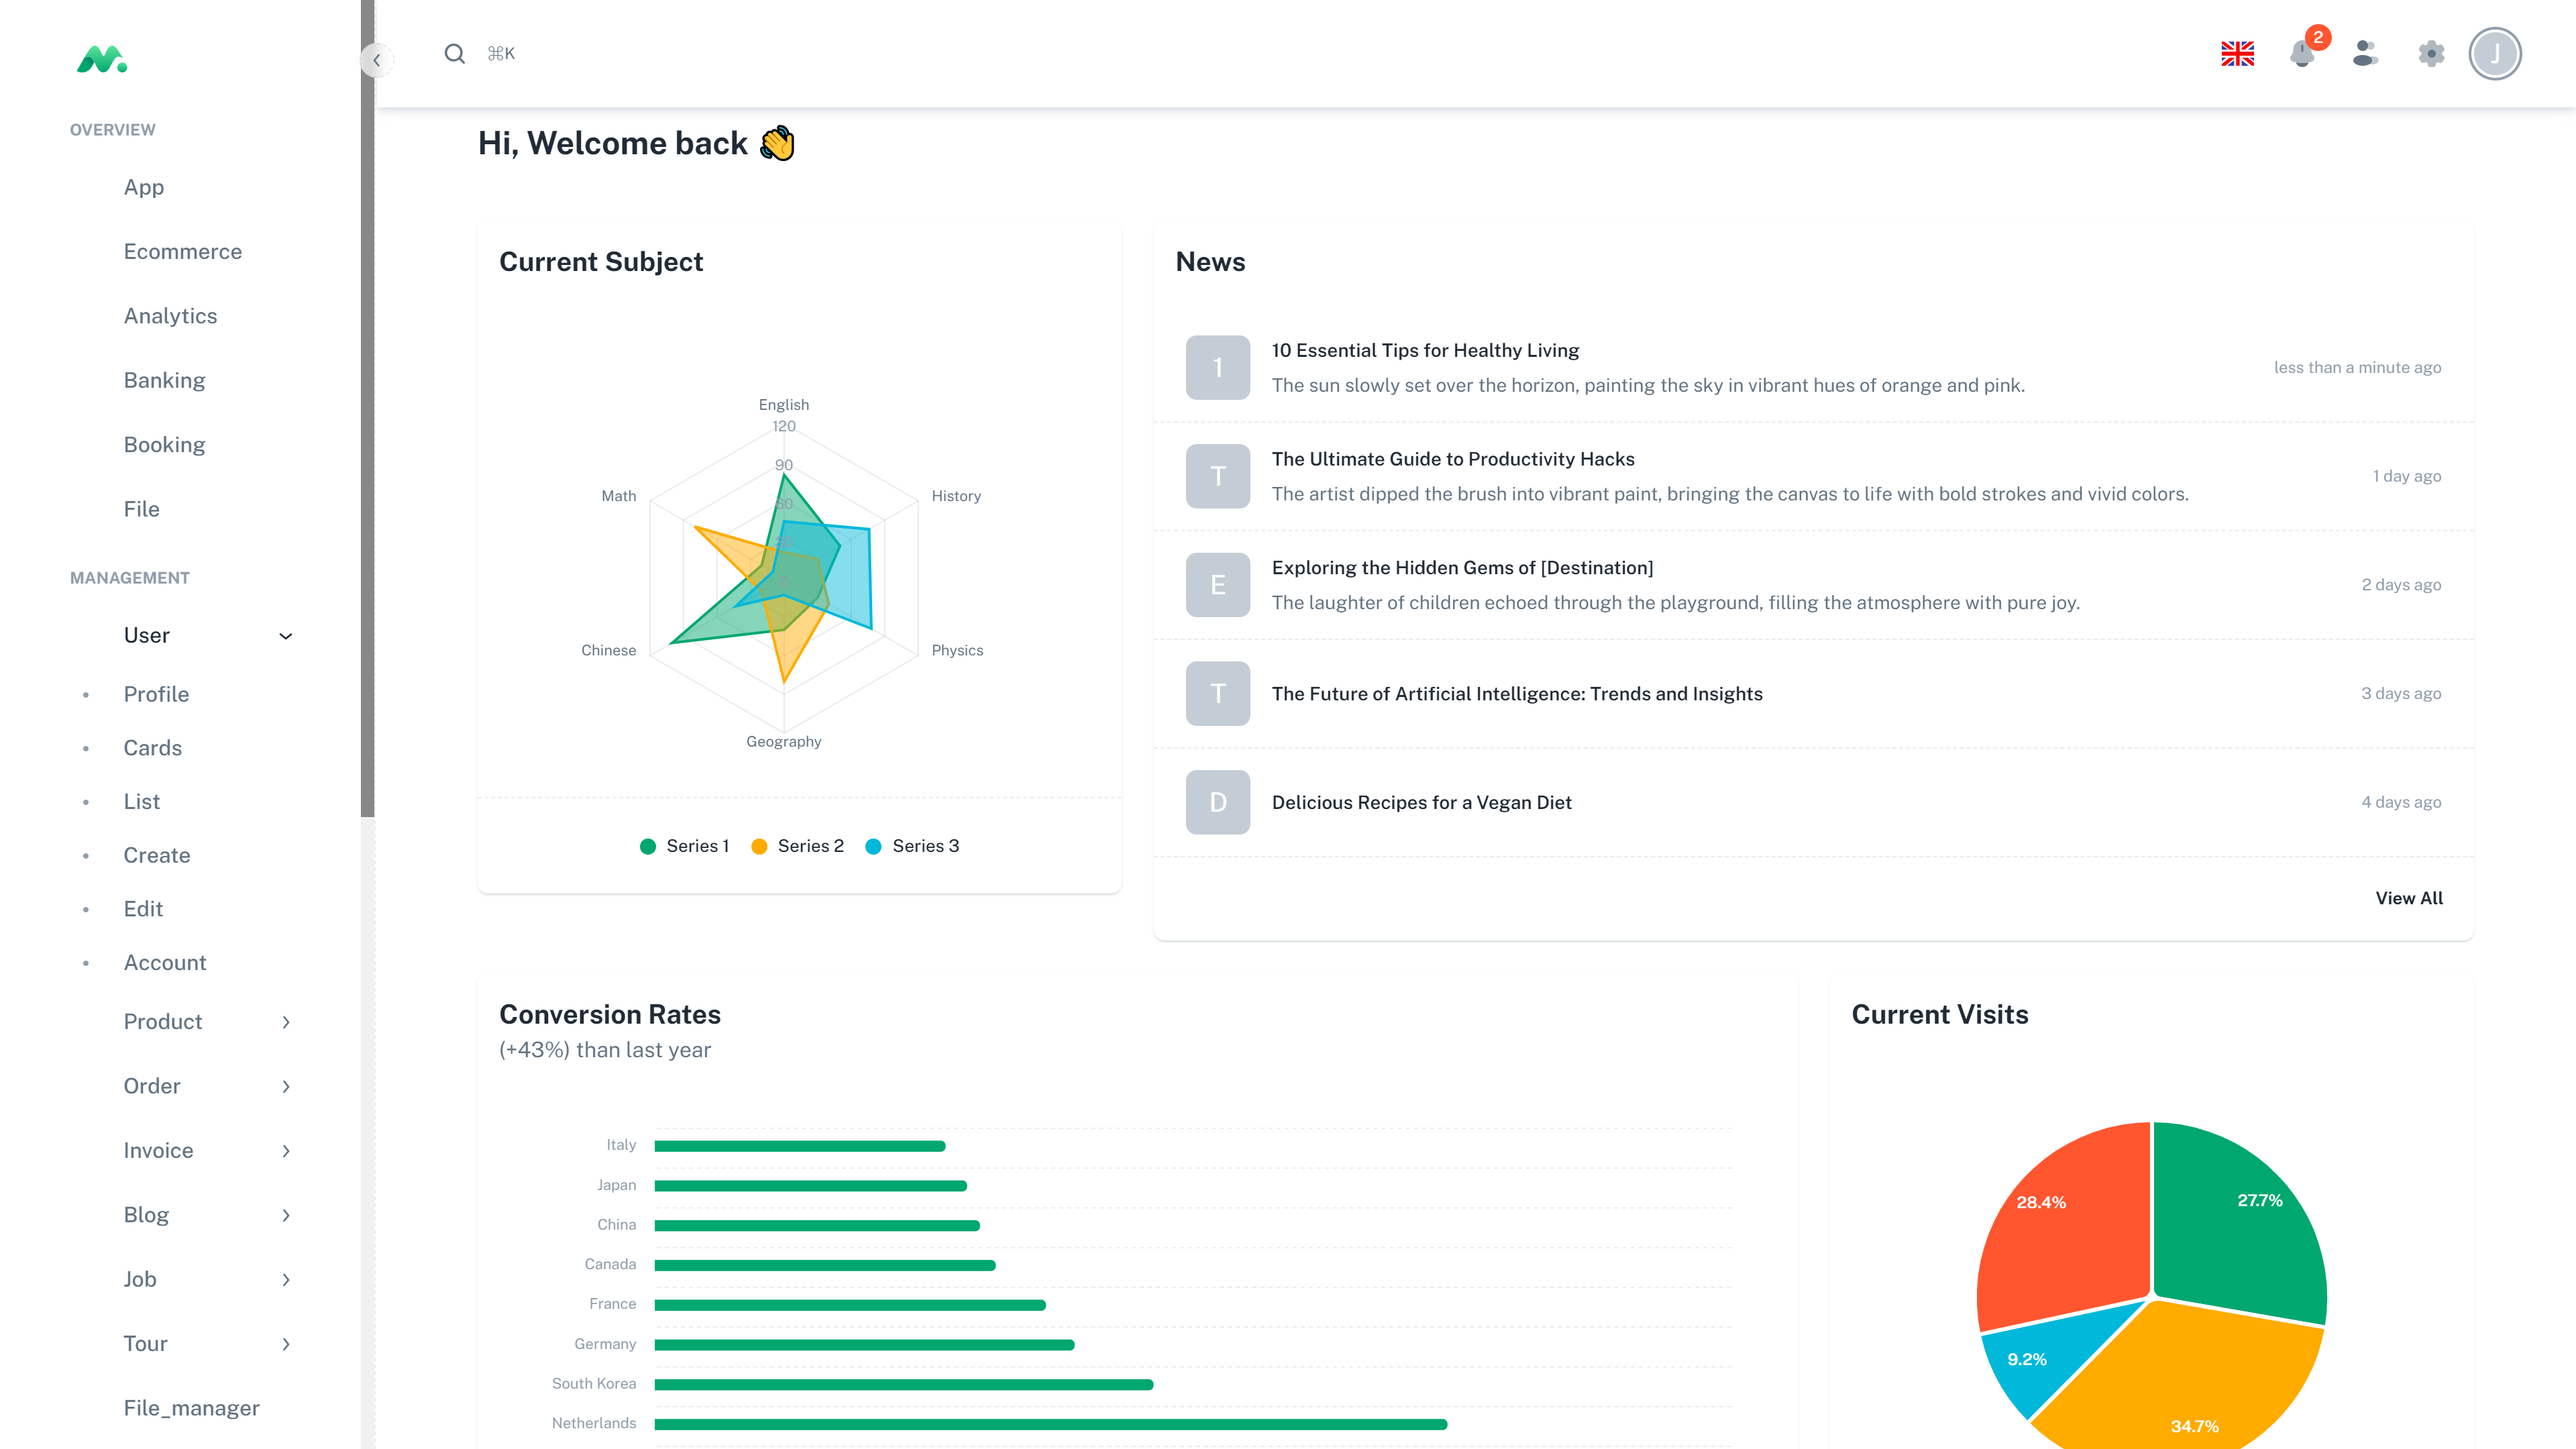 ⌘K
2
J
OVERVIEW
App
Ecommerce
Analytics
Banking
Booking
File
MANAGEMENT
User
Profile
Cards
List
Create
Edit
Account
Product
Order
Invoice
Blog
Job
Tour
File_manager
Hi, Welcome back 👋
Current Subject
English
120
90
60
30
0
Math
History
Chinese
Physics
Geography
Series 1 Series 2 Series 3
News
1
10 Essential Tips for Healthy Living
The sun slowly set over the horizon, painting the sky in vibrant hues of orange and pink.
less than a minute ago
T
The Ultimate Guide to Productivity Hacks
The artist dipped the brush into vibrant paint, bringing the canvas to life with bold strokes and vivid colors.
1 day ago
E
Exploring the Hidden Gems of [Destination]
The laughter of children echoed through the playground, filling the atmosphere with pure joy.
2 days ago
T
The Future of Artificial Intelligence: Trends and Insights
3 days ago
D
Delicious Recipes for a Vegan Diet
4 days ago
View All
Conversion Rates
(+43%) than last year
Italy
Japan
China
Canada
France
Germany
South Korea
Netherlands
Current Visits
28.4%
27.7%
9.2%
34.7%